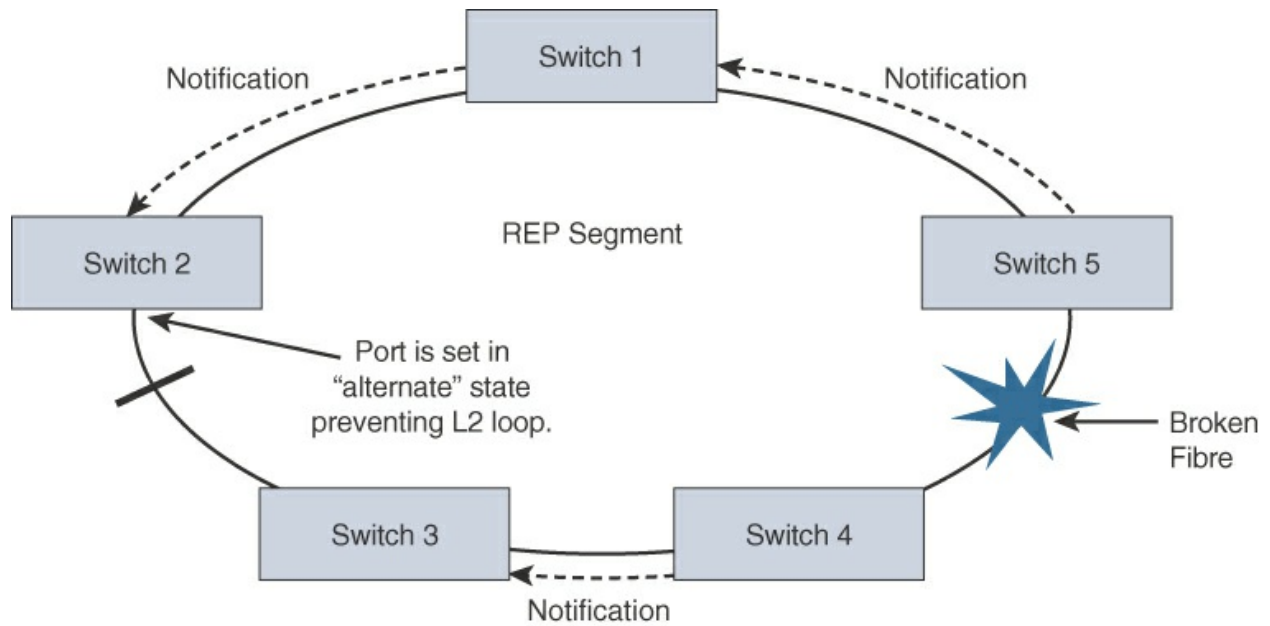 Switch 1
Notification
Notification
Switch 2
REP Segment
Switch 5
Port is set in
“alternate” state
preventing L2 loop.
Broken
Fibre
Switch 3
Switch 4
Notification